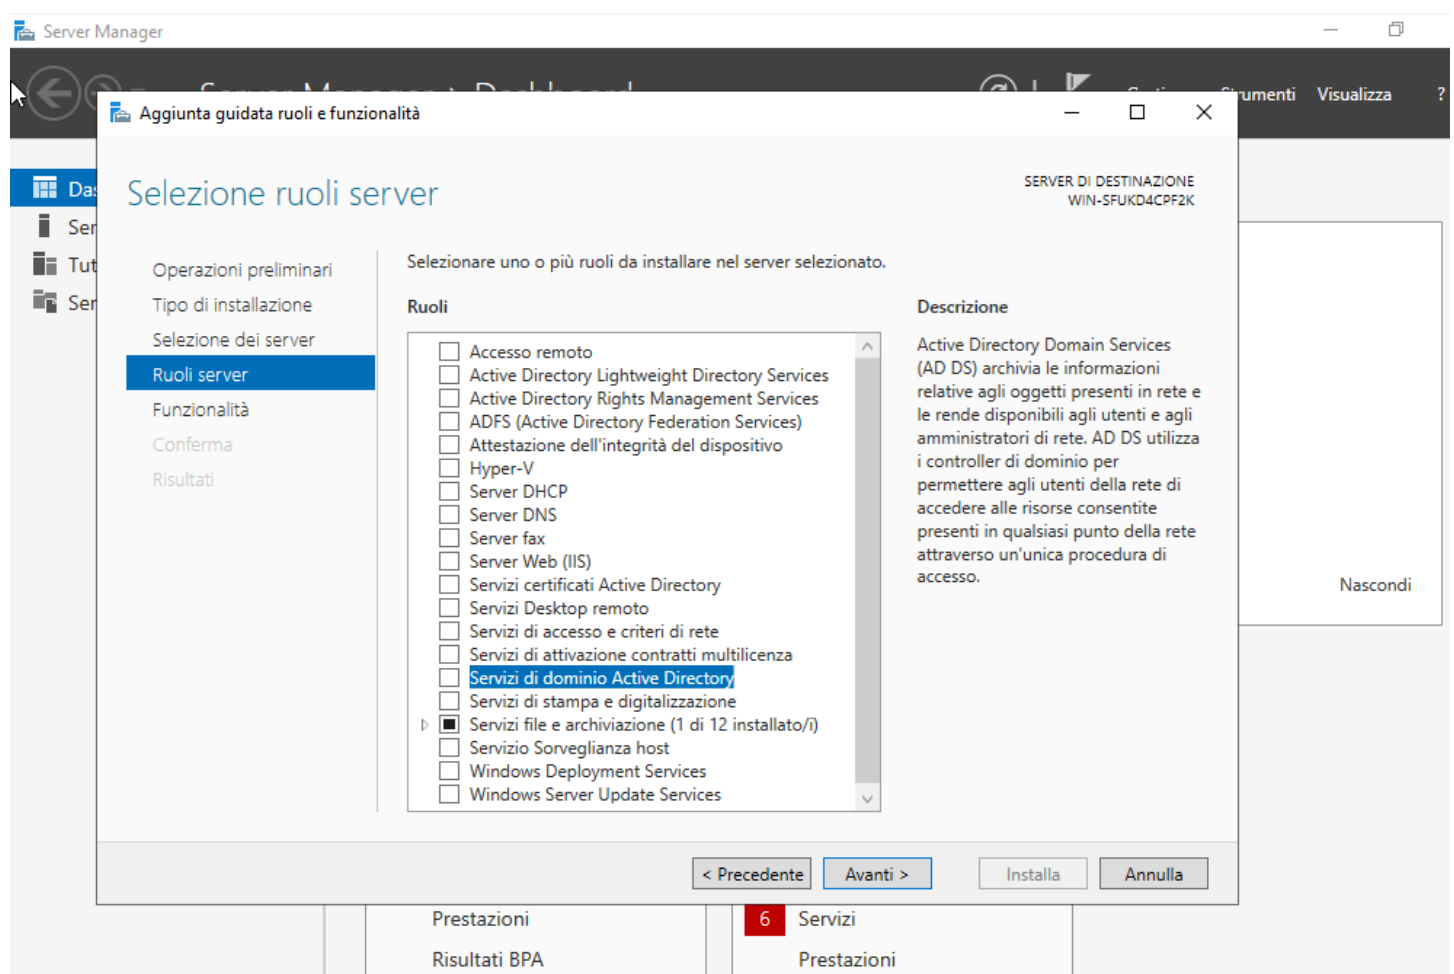 Server Manager
Strumenti
Visualizza
?
Aggiunta guidata ruoli e funzionalità
Selezione ruoli server
SERVER DI DESTINAZIONE
WIN-SFUKD4CPF2K
Operazioni preliminari
Tipo di installazione
Selezione dei server
Ruoli server
Funzionalità
Conferma
Risultati
Selezionare uno o più ruoli da installare nel server selezionato.
Ruoli
Accesso remoto
Active Directory Lightweight Directory Services
Active Directory Rights Management Services
ADFS (Active Directory Federation Services)
Attestazione dell'integrità del dispositivo
Hyper-V
Server DHCP
Server DNS
Server fax
Server Web (IIS)
Servizi certificati Active Directory
Servizi Desktop remoto
Servizi di accesso e criteri di rete
Servizi di attivazione contratti multilicenza
Servizi di dominio Active Directory
Servizi di stampa e digitalizzazione
Servizi file e archiviazione (1 di 12 installato/i)
Servizio Sorveglianza host
Windows Deployment Services
Windows Server Update Services
Descrizione
Active Directory Domain Services
(AD DS) archivia le informazioni
relative agli oggetti presenti in rete e
le rende disponibili agli utenti e agli
amministratori di rete. AD DS utilizza
i controller di dominio per
permettere agli utenti della rete di
accedere alle risorse consentite
presenti in qualsiasi punto della rete
attraverso un'unica procedura di
accesso.
Nascondi
< Precedente
Avanti >
Installa
Annulla
Prestazioni
Risultati BPA
6 Servizi
Prestazioni